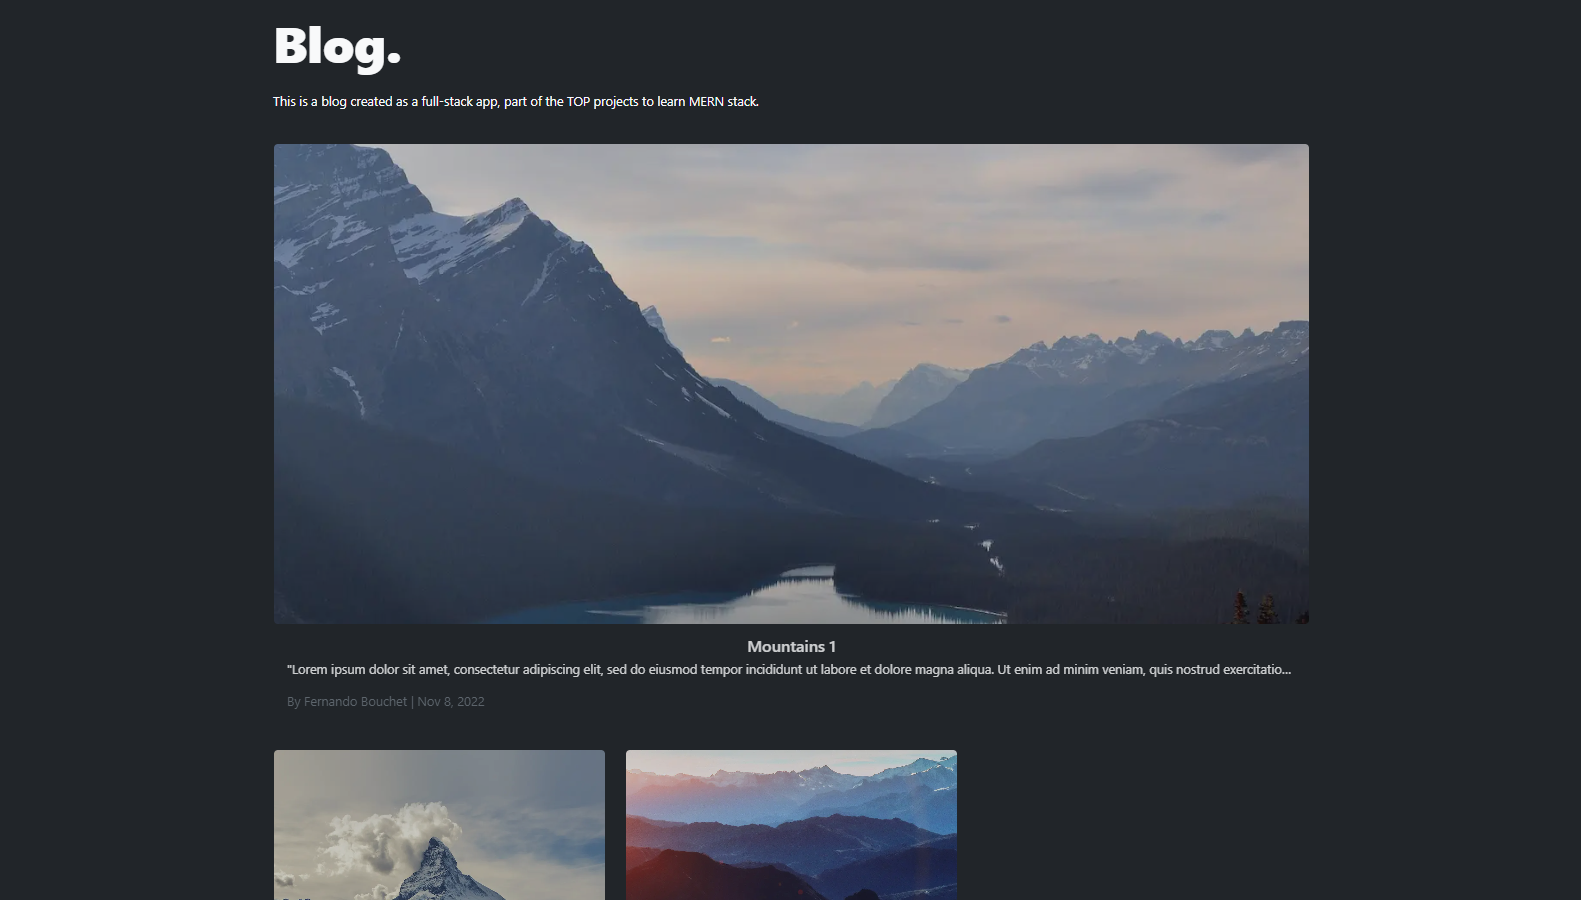 Blog.
This is a blog created as a full-stack app, part of the TOP projects to learn MERN stack.
Mountains 1
"Lorem ipsum dolor sit amet, consectetur adipiscing elit, sed do eiusmod tempor incididunt ut labore et dolore magna aliqua. Ut enim ad minim veniam, quis nostrud exercitatio...
By Fernando Bouchet | Nov 8, 2022